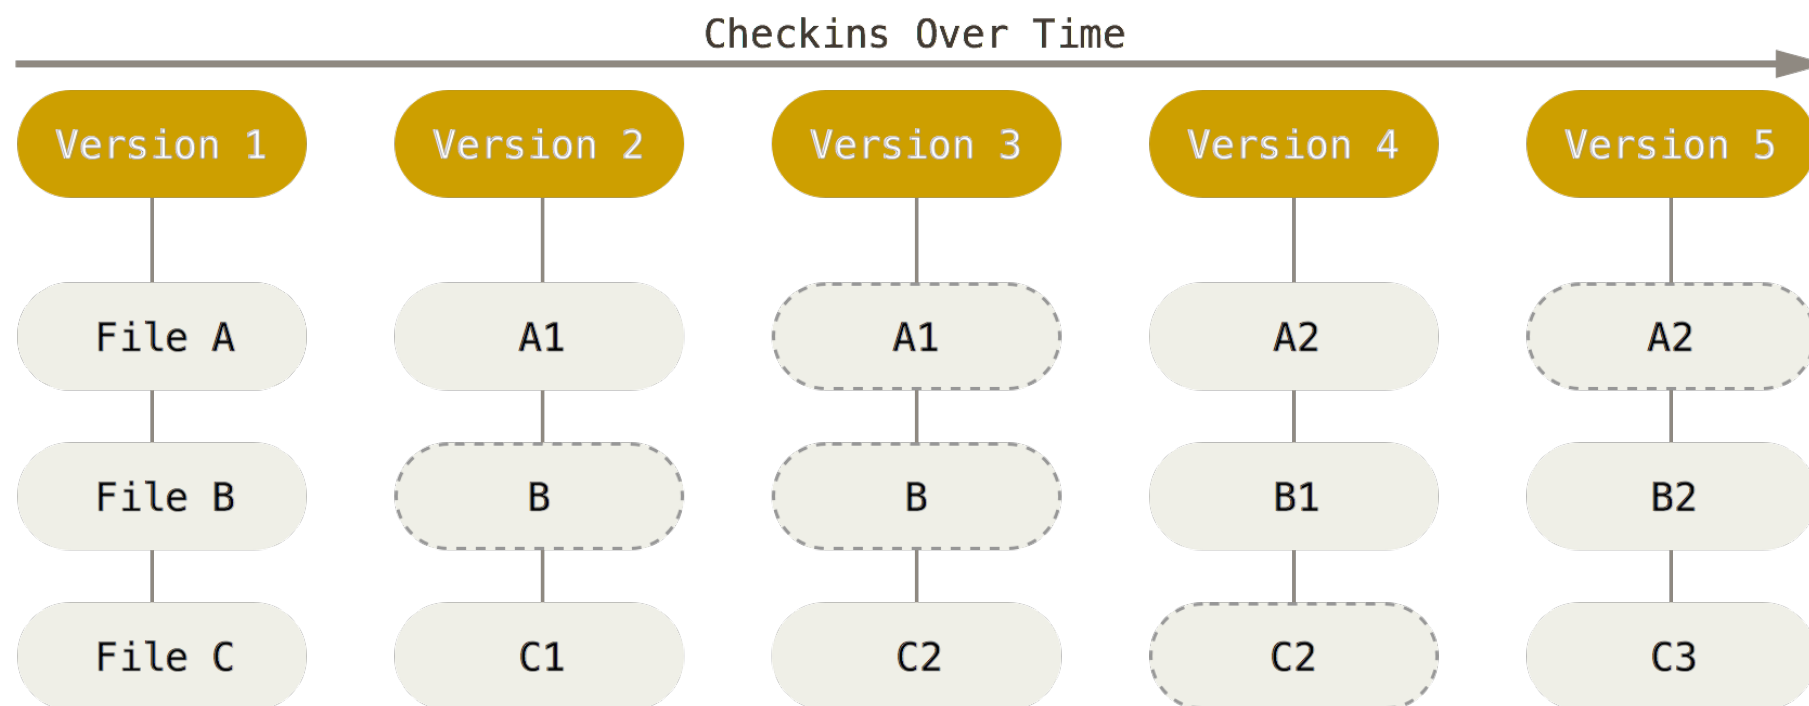 Checkins Over Time
Version 1 Version 2 Version 3 Version 4 Version 5
File A A1 A1 A2 A2
File B B B B1 B2
File C C1 C2 C2 C3